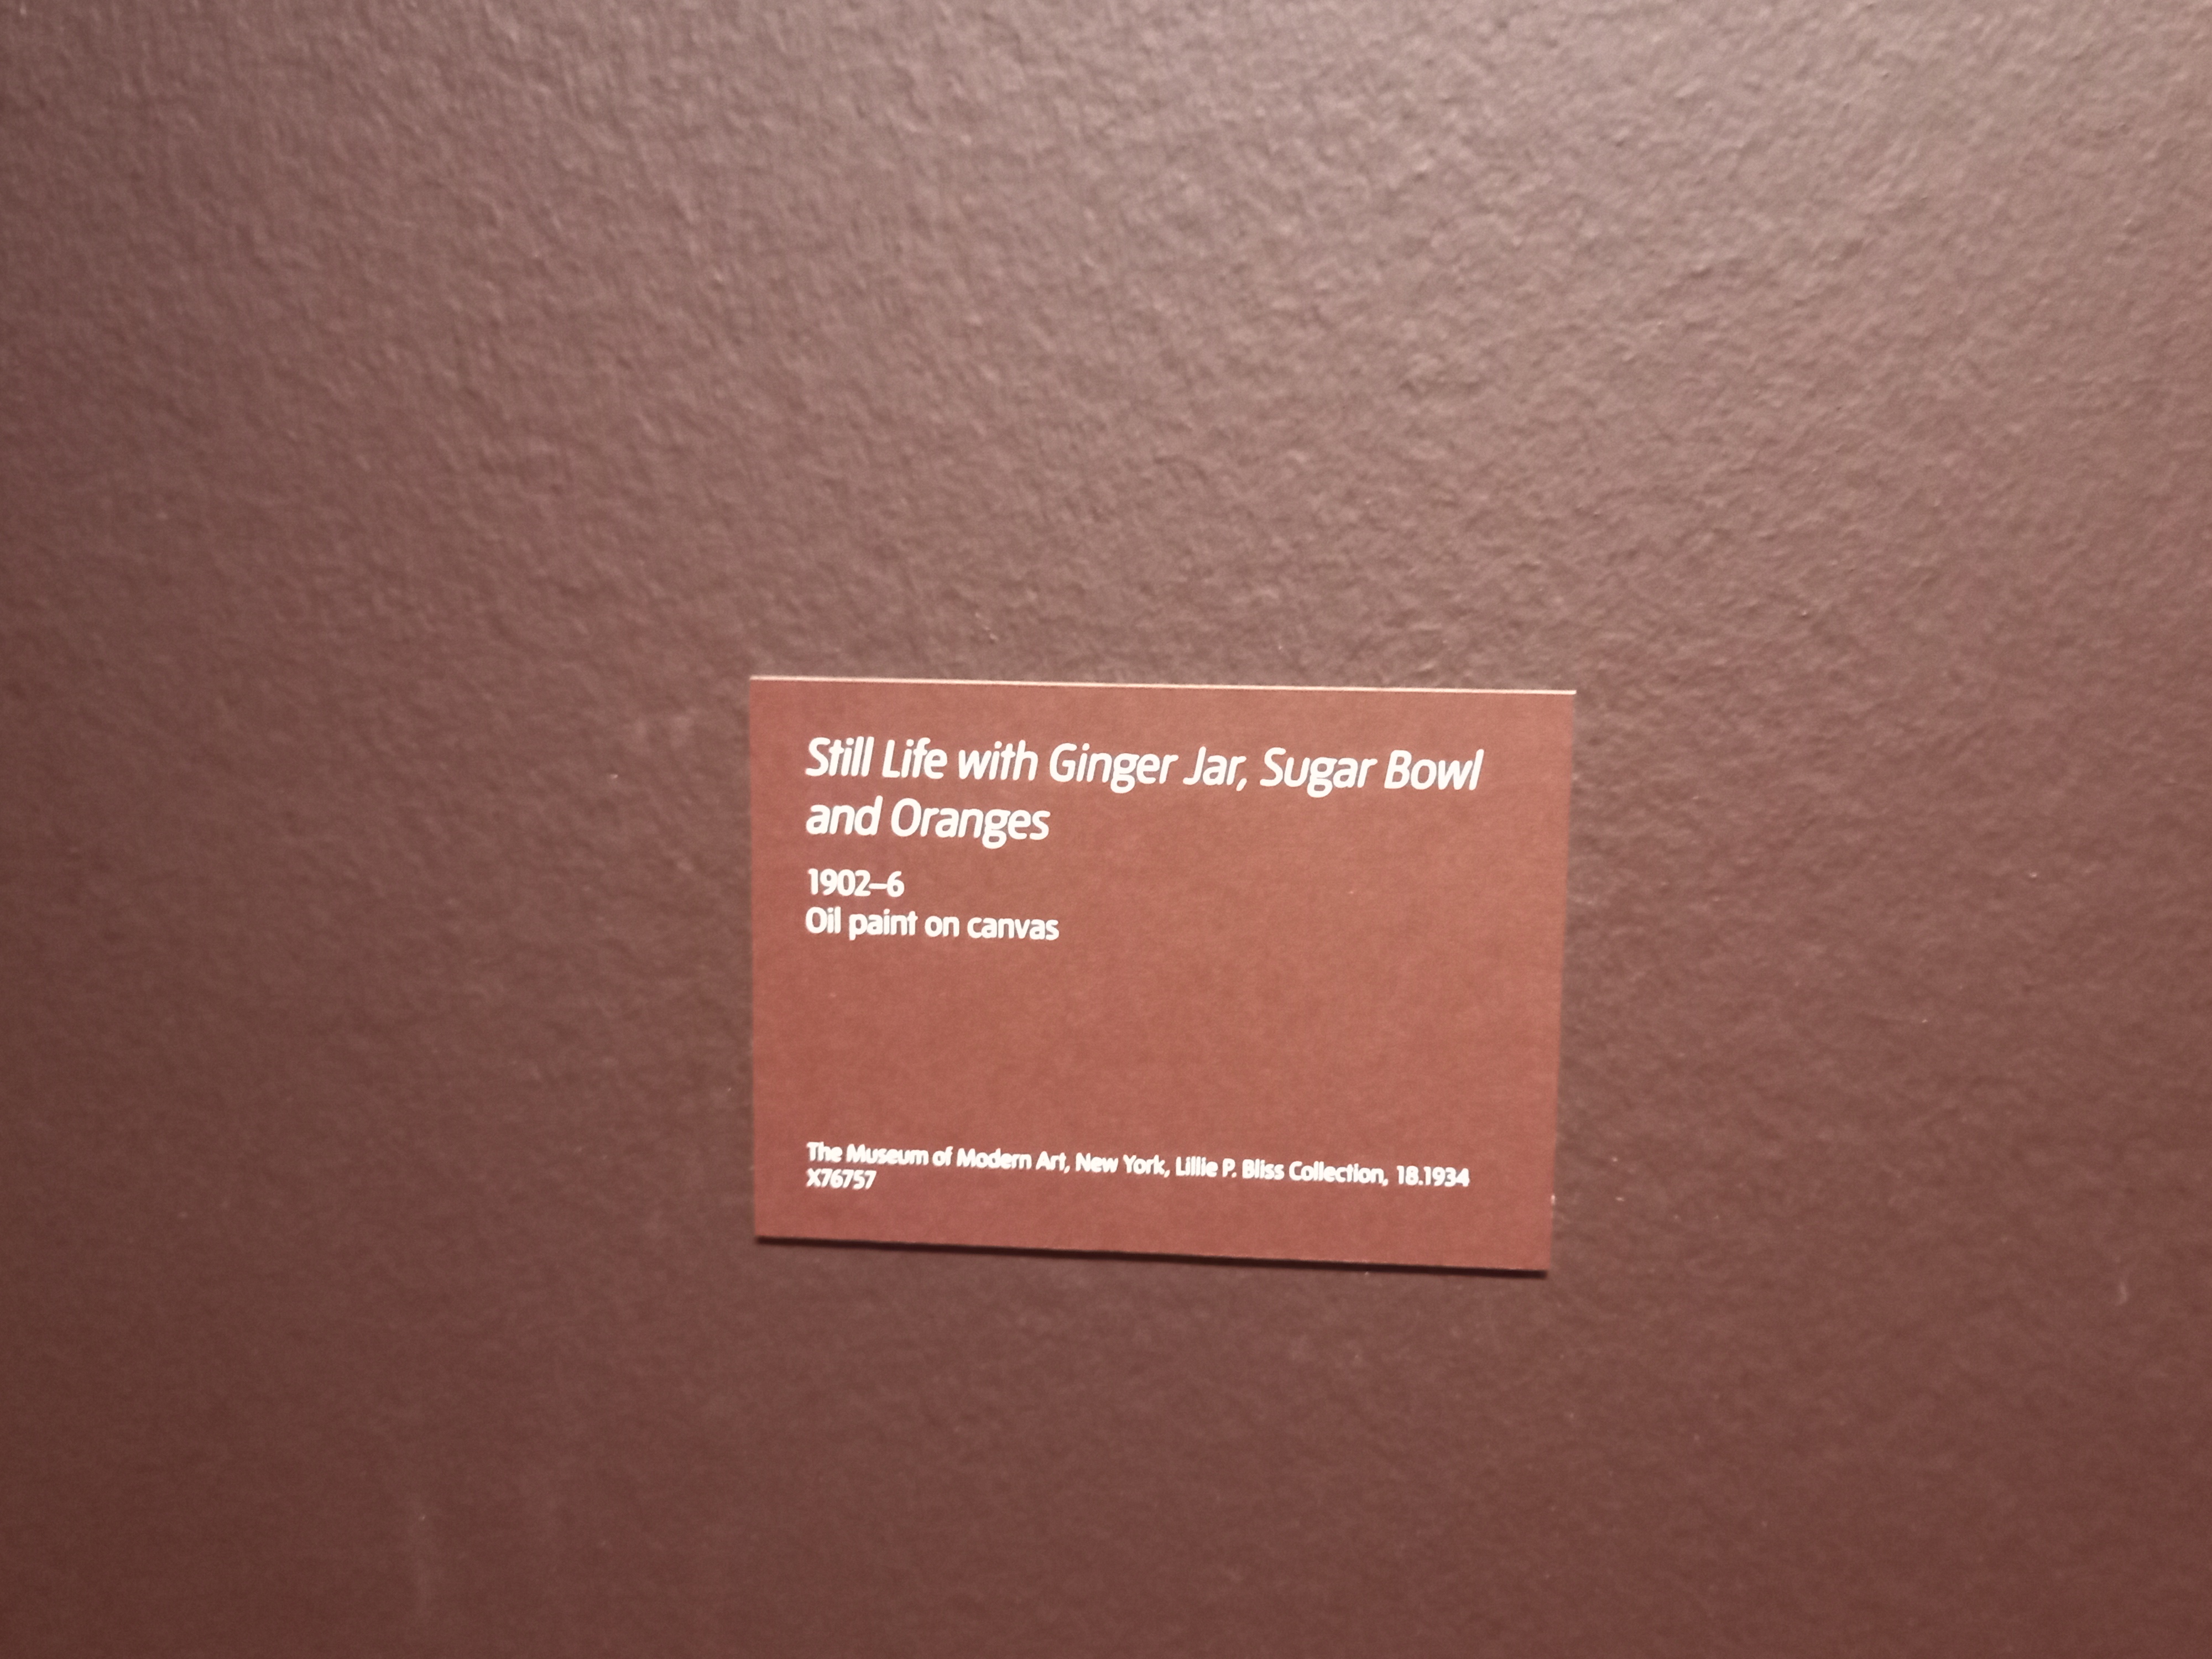 Still Life with Ginger Jar, Sugar Bowl
and Oranges
1902–6
Oil paint on canvas
The Museum of Modern Art, New York, Lillie P. Bliss Collection, 18.1934
X76757